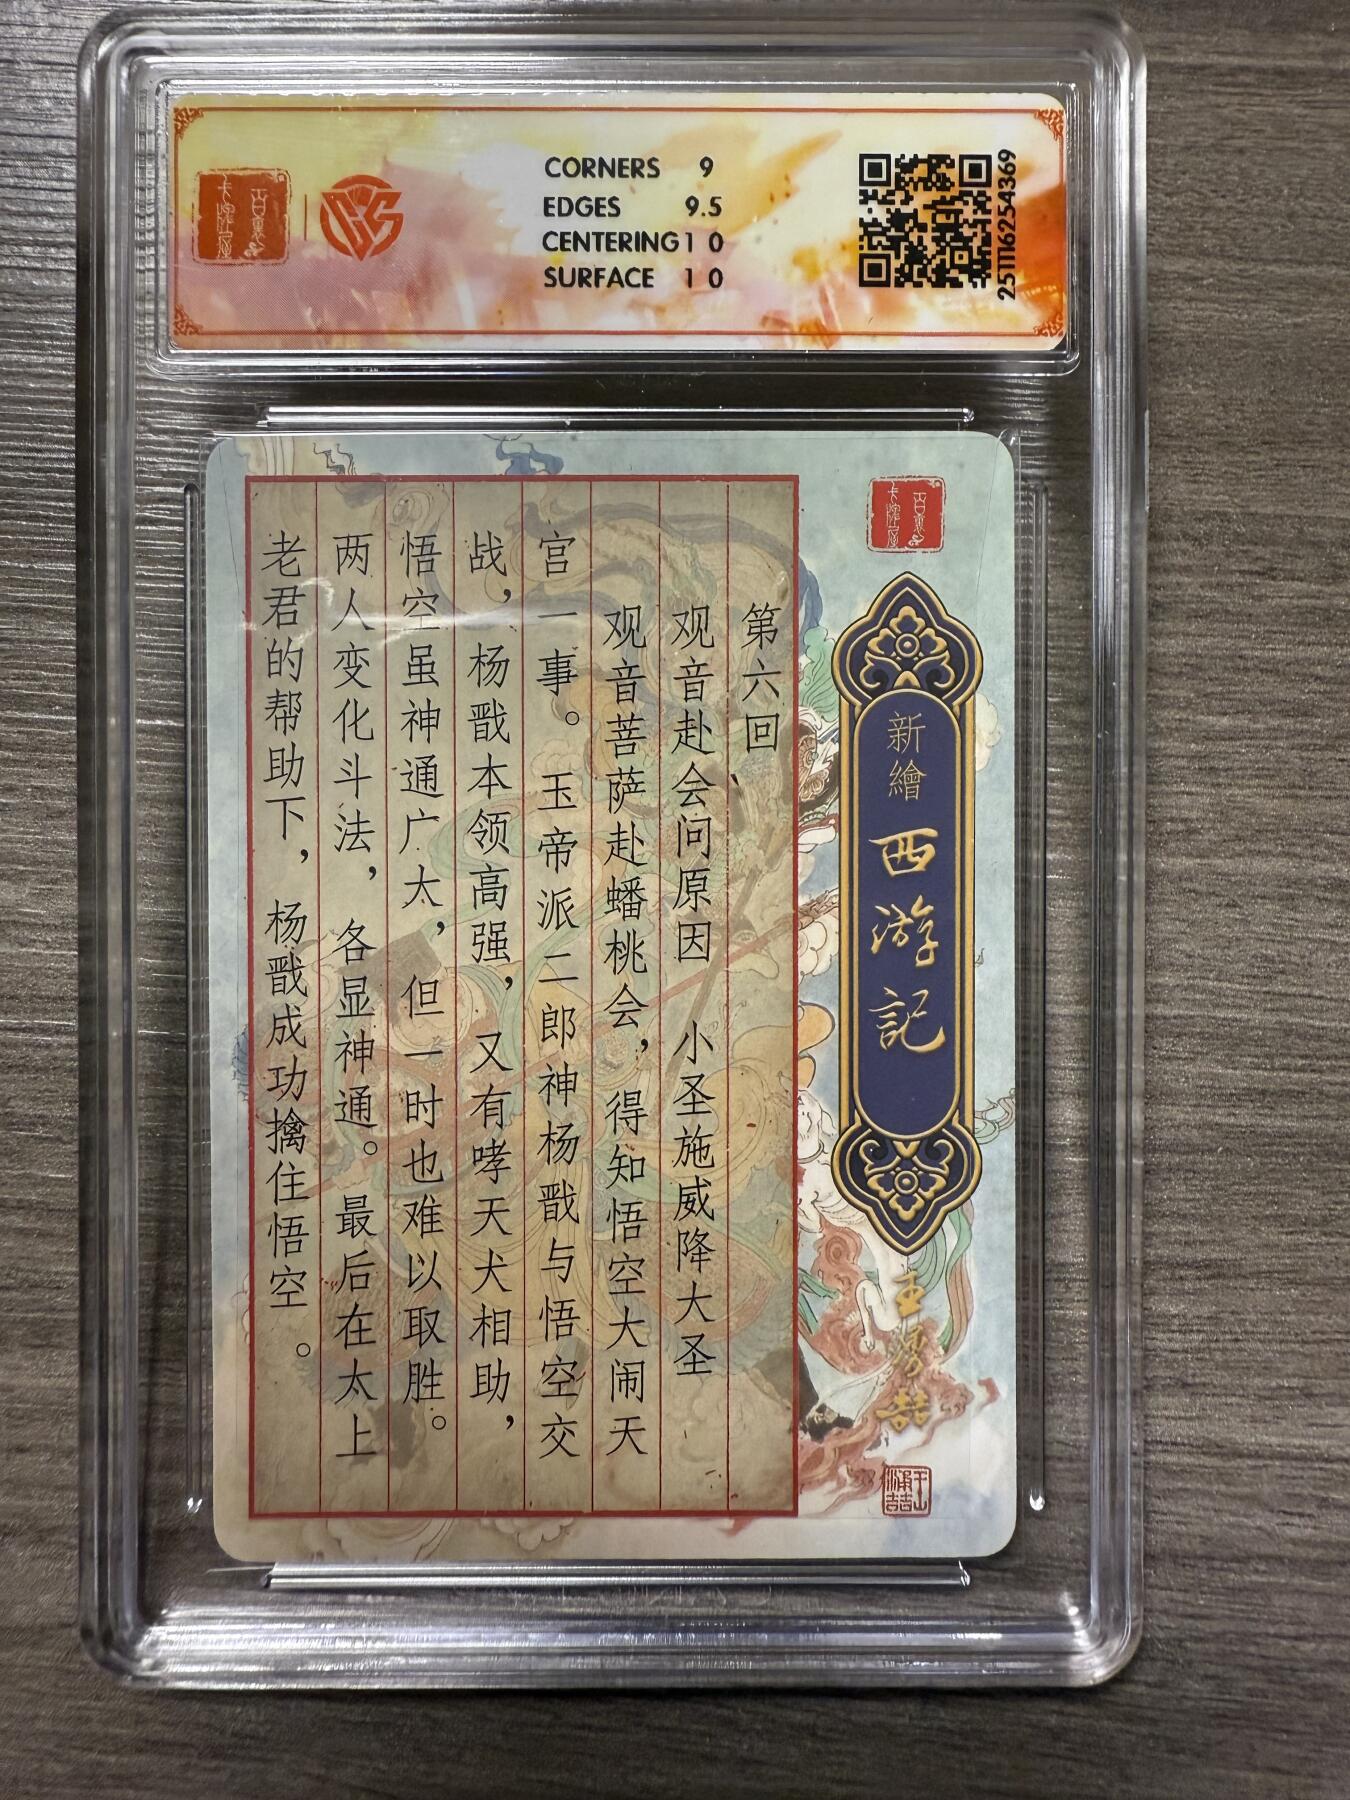 CORNERS 9
EDGES 9.5
CENTERING 10
SURFACE 10
2511116254369
新繪
西游記
第六回
观音赴会问原因 小圣施威降大圣
观音菩萨赴蟠桃会，得知悟空大闹天
宫一事。玉帝派二郎神杨戬与悟空交
战，杨戬本领高强，又有哮天犬相助，
悟空虽神通广太，但一时也难以取胜。
两人变化斗法，各显神通。最后在太上
老君的帮助下，杨戬成功擒住悟空。